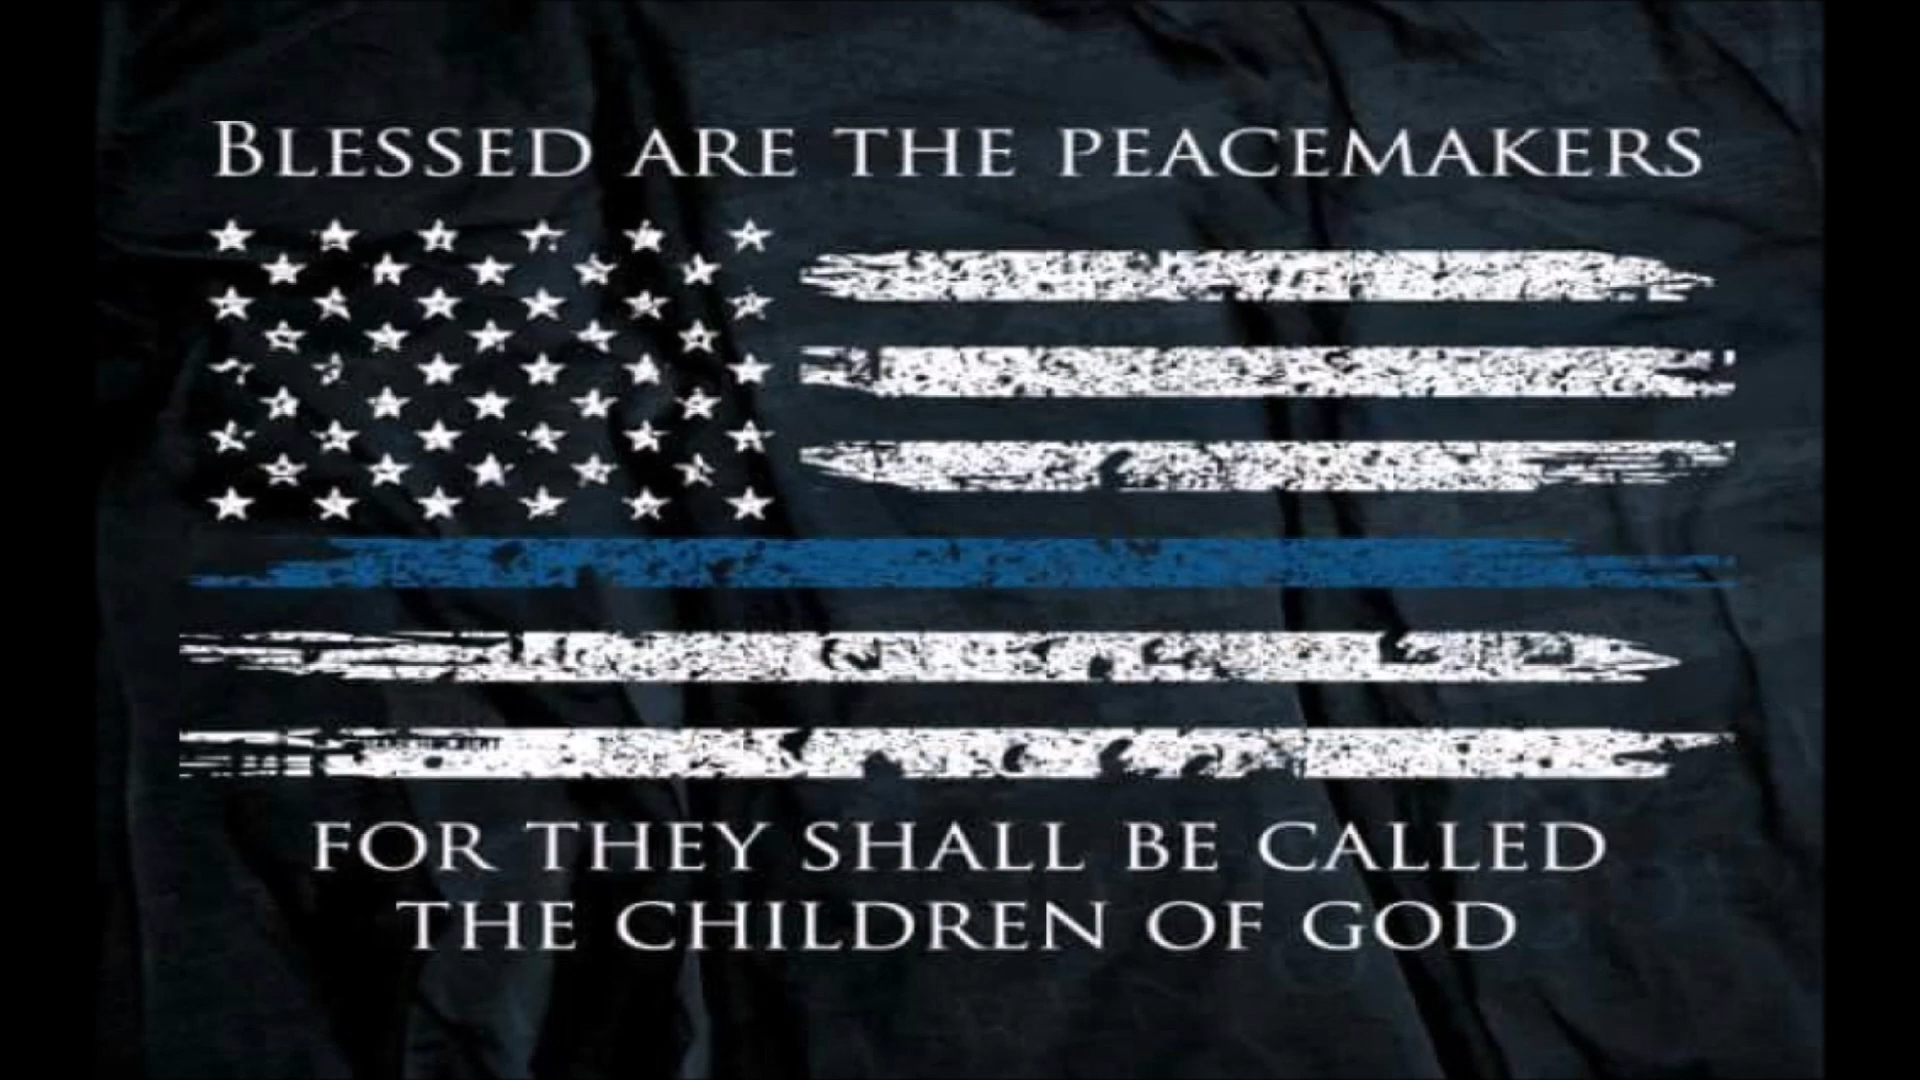 Blessed are the peacemakers
for they shall be called
the children of God